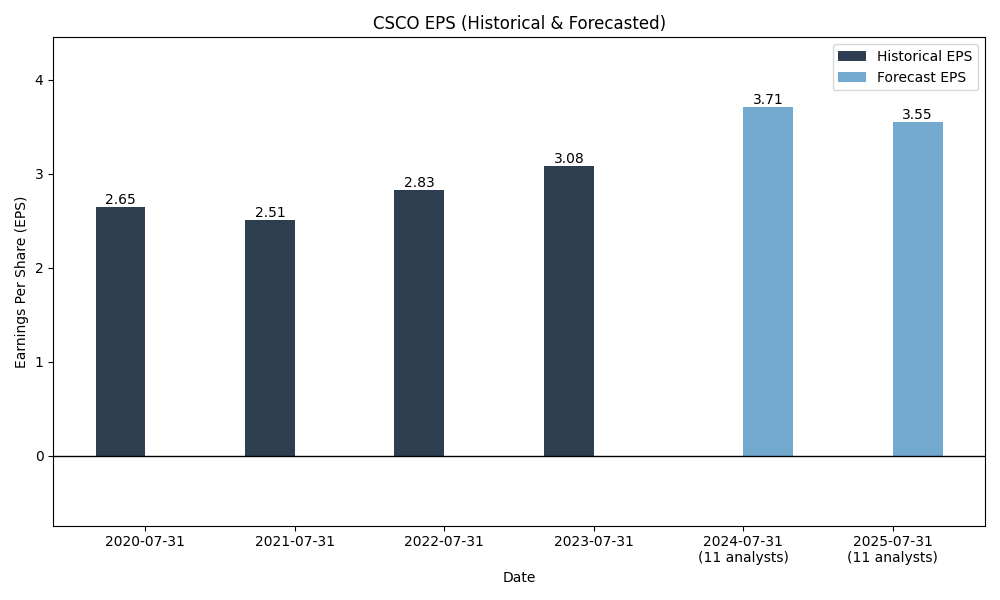 CSCO EPS (Historical & Forecasted)
Historical EPS
Forecast EPS
Earnings Per Share (EPS)
4
3
2
1
0
2.65
2.51
2.83
3.08
3.71
3.55
2020-07-31
2021-07-31
2022-07-31
2023-07-31
2024-07-31
(11 analysts)
2025-07-31
(11 analysts)
Date